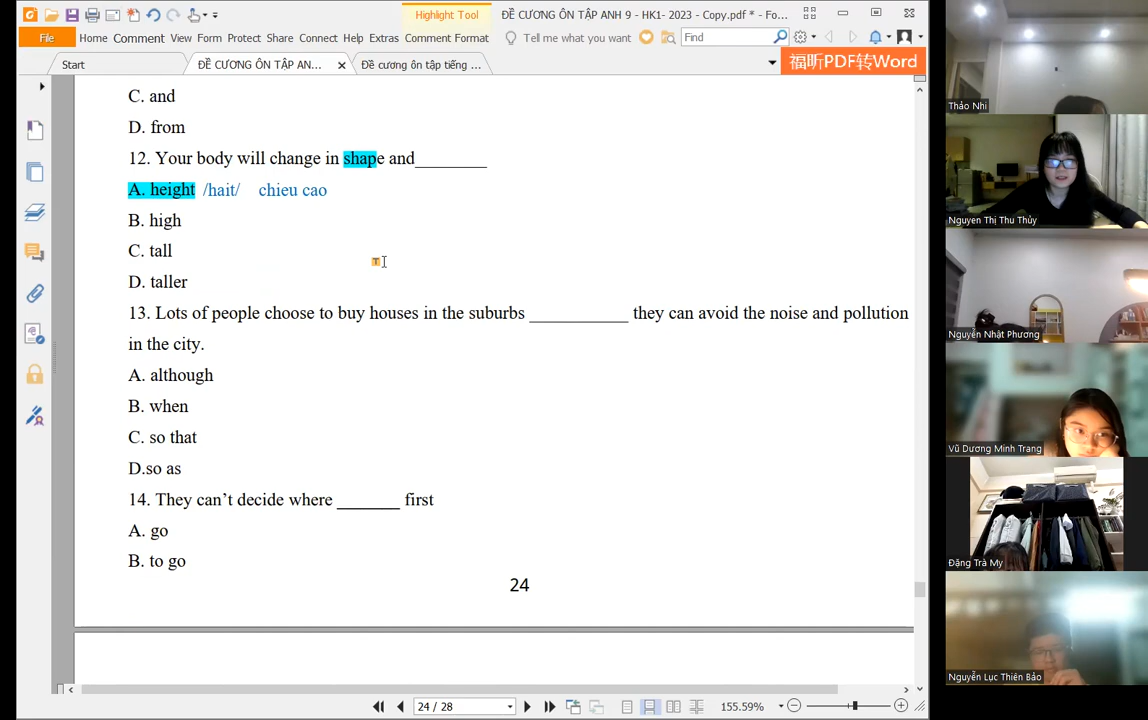 Highlight Tool
ĐỀ CƯƠNG ÔN TẬP ANH 9 - HK1- 2023 - Copy.pdf * - Fo...
File
Home
Comment
View
Form
Protect
Share
Connect
Help
Extras
Comment Format
Tell me what you want
Find
Start
ĐỀ CƯƠNG ÔN TẬP AN...
Đề cương ôn tập tiếng ...
福昕PDF转Word
C. and
D. from
12. Your body will change in shape and________
A. height /hait/ chieu cao
B. high
C. tall
D. taller
13. Lots of people choose to buy houses in the suburbs ___________ they can avoid the noise and pollution
in the city.
A. although
B. when
C. so that
D.so as
14. They can’t decide where _______ first
A. go
B. to go
24
24 / 28
155.59%
Thảo Nhi
Nguyen Thị Thu Thủy
Nguyễn Nhật Phương
Vũ Dương Minh Trang
Đặng Trà My
Nguyễn Lục Thiên Bảo